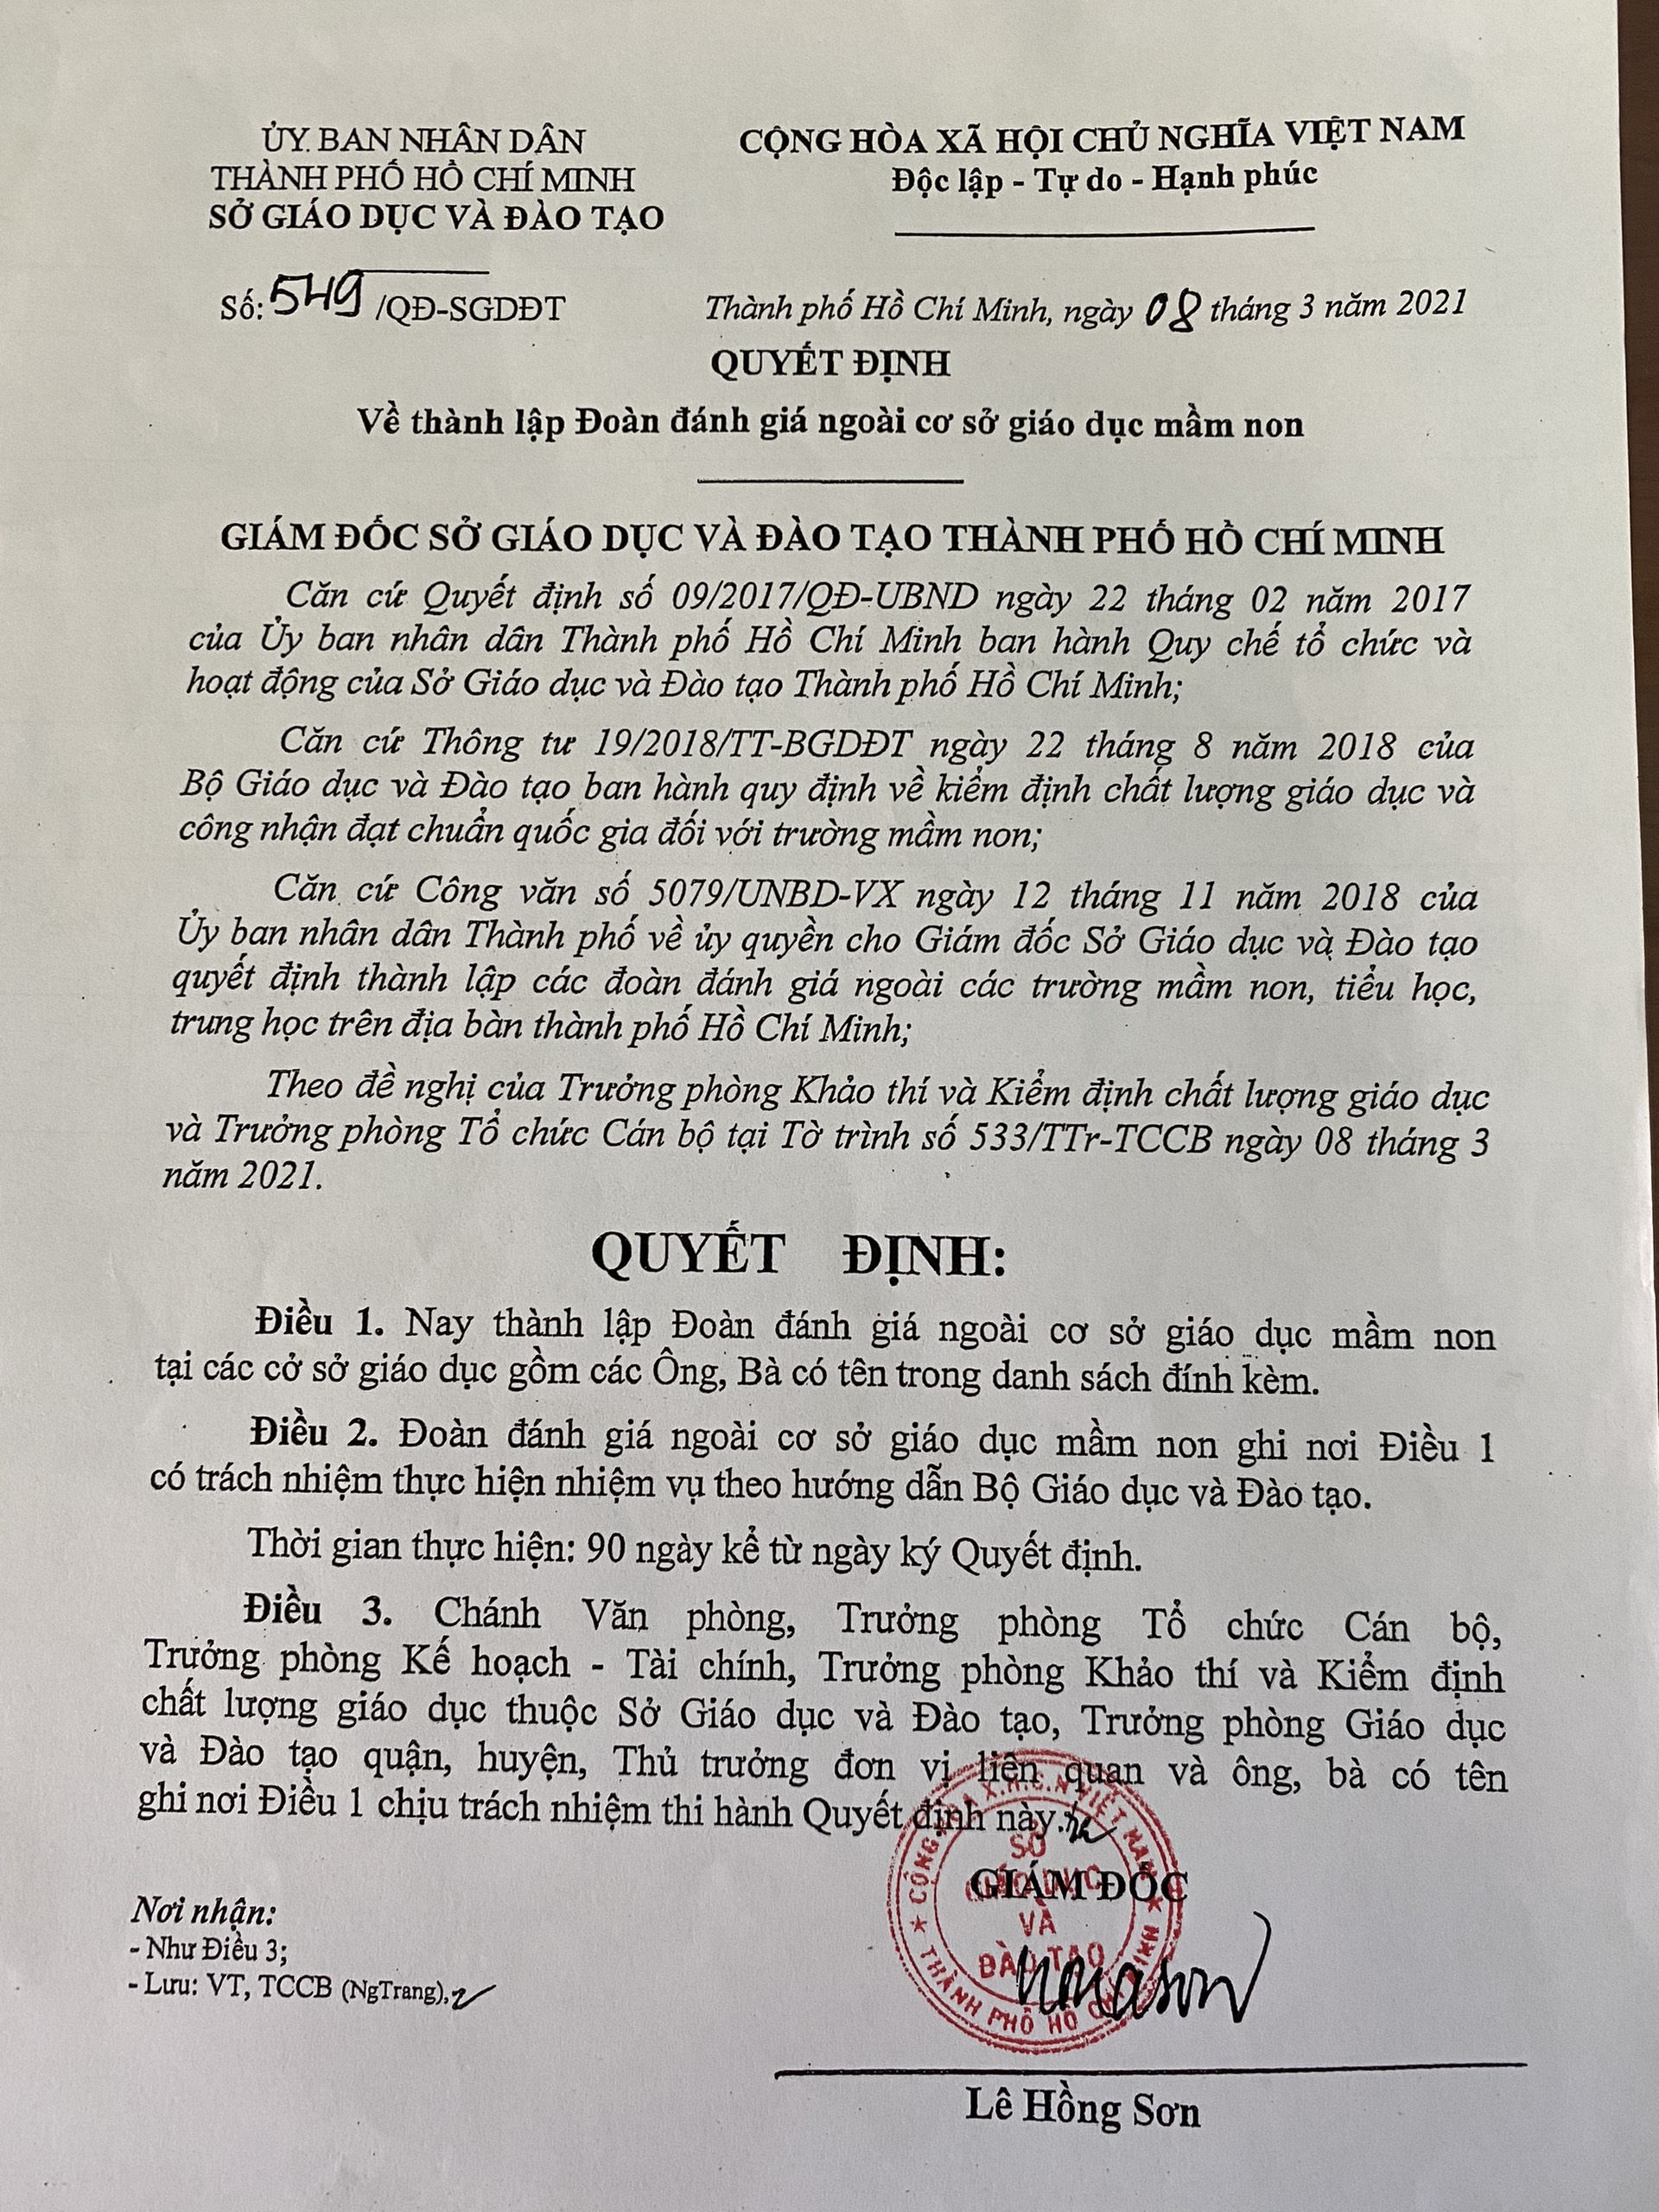 ỦY BAN NHÂN DÂN
THÀNH PHỐ HỒ CHÍ MINH
SỞ GIÁO DỤC VÀ ĐÀO TẠO
CỘNG HÒA XÃ HỘI CHỦ NGHĨA VIỆT NAM
Độc lập - Tự do - Hạnh phúc
Số: 549 /QĐ-SGDĐT
Thành phố Hồ Chí Minh, ngày 08 tháng 3 năm 2021
QUYẾT ĐỊNH
Về thành lập Đoàn đánh giá ngoài cơ sở giáo dục mầm non
GIÁM ĐỐC SỞ GIÁO DỤC VÀ ĐÀO TẠO THÀNH PHỐ HỒ CHÍ MINH
Căn cứ Quyết định số 09/2017/QĐ-UBND ngày 22 tháng 02 năm 2017
của Ủy ban nhân dân Thành phố Hồ Chí Minh ban hành Quy chế tổ chức và
hoạt động của Sở Giáo dục và Đào tạo Thành phố Hồ Chí Minh;
Căn cứ Thông tư 19/2018/TT-BGDĐT ngày 22 tháng 8 năm 2018 của
Bộ Giáo dục và Đào tạo ban hành quy định về kiểm định chất lượng giáo dục và
công nhận đạt chuẩn quốc gia đối với trường mầm non;
Căn cứ Công văn số 5079/UNBD-VX ngày 12 tháng 11 năm 2018 của
Ủy ban nhân dân Thành phố về ủy quyền cho Giám đốc Sở Giáo dục và Đào tạo
quyết định thành lập các đoàn đánh giá ngoài các trường mầm non, tiểu học,
trung học trên địa bàn thành phố Hồ Chí Minh;
Theo đề nghị của Trưởng phòng Khảo thí và Kiểm định chất lượng giáo dục
và Trưởng phòng Tổ chức Cán bộ tại Tờ trình số 533/TTr-TCCB ngày 08 tháng 3
năm 2021.
QUYẾT ĐỊNH:
Điều 1. Nay thành lập Đoàn đánh giá ngoài cơ sở giáo dục mầm non
tại các cở sở giáo dục gồm các Ông, Bà có tên trong danh sách đính kèm.
Điều 2. Đoàn đánh giá ngoài cơ sở giáo dục mầm non ghi nơi Điều 1
có trách nhiệm thực hiện nhiệm vụ theo hướng dẫn Bộ Giáo dục và Đào tạo.
Thời gian thực hiện: 90 ngày kể từ ngày ký Quyết định.
Điều 3. Chánh Văn phòng, Trưởng phòng Tổ chức Cán bộ,
Trưởng phòng Kế hoạch - Tài chính, Trưởng phòng Khảo thí và Kiểm định
chất lượng giáo dục thuộc Sở Giáo dục và Đào tạo, Trưởng phòng Giáo dục
và Đào tạo quận, huyện, Thủ trưởng đơn vị liên quan và ông, bà có tên
ghi nơi Điều 1 chịu trách nhiệm thi hành Quyết định này.
GIÁM ĐỐC
SỞ
GIÁO DỤC
VÀ
ĐÀO TẠO
THÀNH PHỐ HỒ CHÍ MINH
Nơi nhận:
- Như Điều 3;
- Lưu: VT, TCCB (NgTrang).
Lê Hồng Sơn